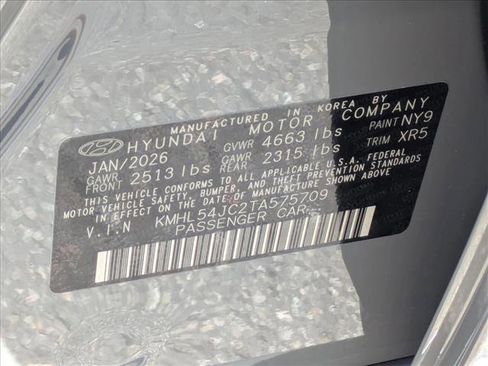 MANUFACTURED IN KOREA BY
HYUNDAI MOTOR COMPANY
JAN/2026 GVWR 4663 lbs PAINT NY9
GAWR FRONT 2513 lbs GAWR REAR 2315 lbs TRIM XR5
THIS VEHICLE CONFORMS TO ALL APPLICABLE U.S.A. FEDERAL
MOTOR VEHICLE SAFETY, BUMPER, AND THEFT PREVENTION STANDARDS
IN EFFECT ON THE DATE OF MANUFACTURE SHOWN ABOVE.
V.I.N KMHL54JC2TA575709
PASSENGER CAR